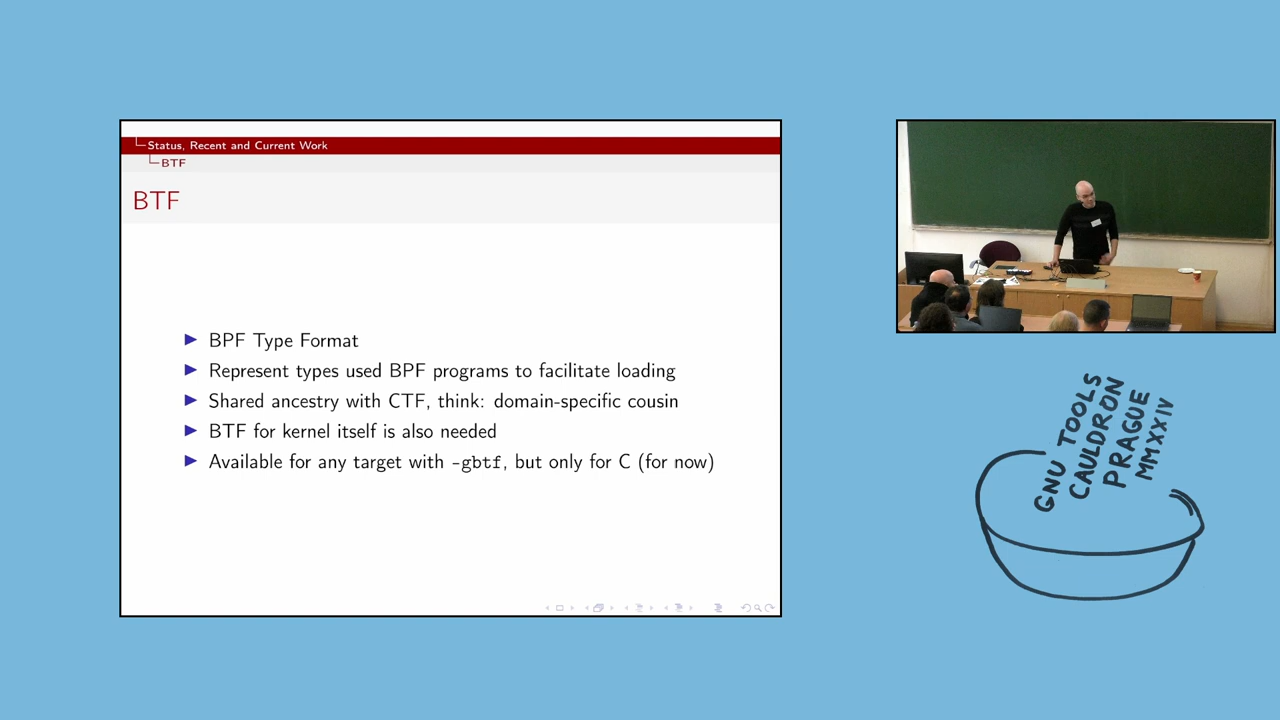 Status, Recent and Current Work
BTF
BTF
BPF Type Format
Represent types used BPF programs to facilitate loading
Shared ancestry with CTF, think: domain-specific cousin
BTF for kernel itself is also needed
Available for any target with -gbtf, but only for C (for now)
GNU TOOLS
CAULDRON
PRAGUE
MMXXIV